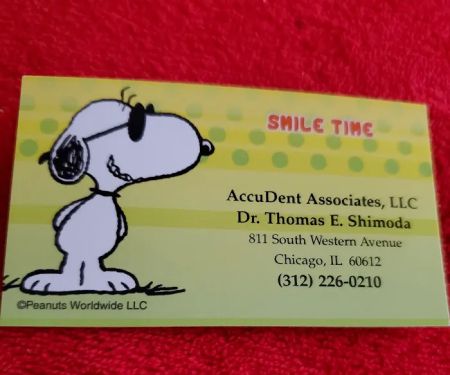 SMILE TIME
AccuDent Associates, LLC
Dr. Thomas E. Shimoda
811 South Western Avenue
Chicago, IL 60612
(312) 226-0210
©Peanuts Worldwide LLC